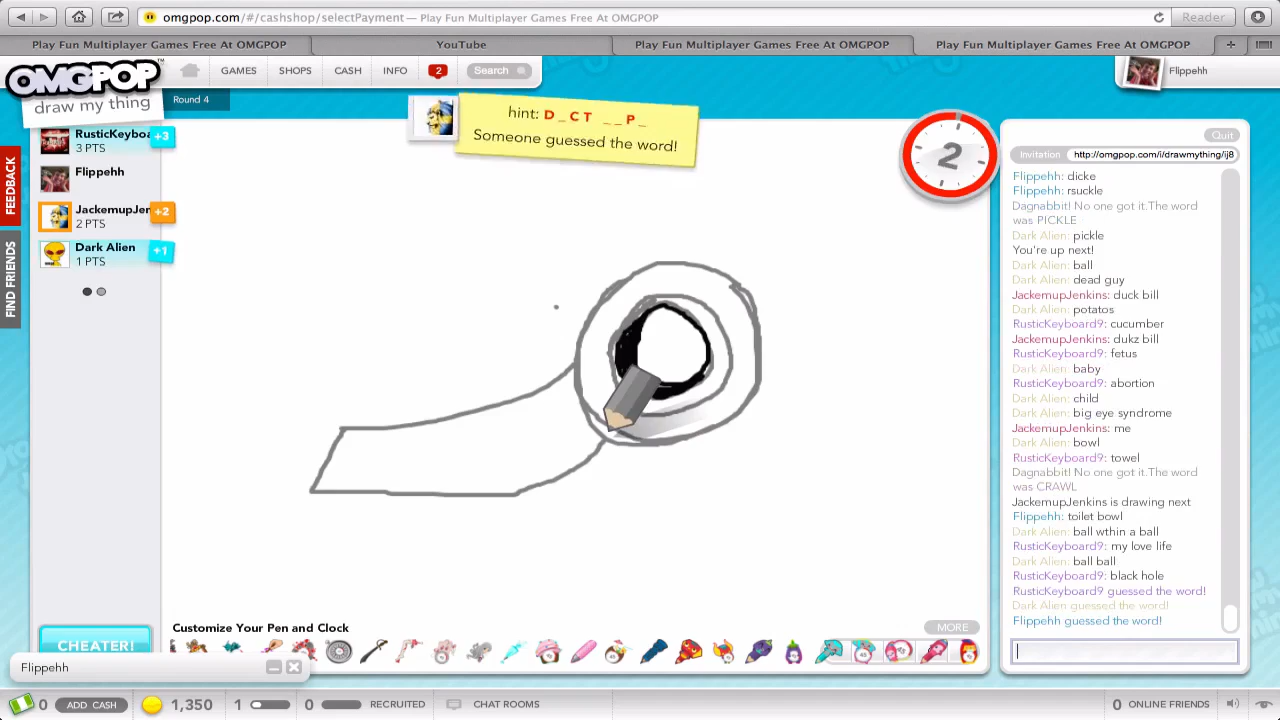 omgpop.com/#/cashshop/selectPayment — Play Fun Multiplayer Games Free At OMGPOP
Reader
Play Fun Multiplayer Games Free At OMGPOP
YouTube
Play Fun Multiplayer Games Free At OMGPOP
Play Fun Multiplayer Games Free At OMGPOP
OMGPOP
draw my thing
GAMES
SHOPS
CASH
INFO
2
Search
Flippehh
Round 4
hint: D _ C T _ _ P _
Someone guessed the word!
2
FEEDBACK
FIND FRIENDS
RusticKeyboa
+3
3 PTS
Flippehh
JackemupJen
+2
2 PTS
Dark Alien
+1
1 PTS
Quit
Invitation http://omgpop.com/i/drawmything/ij8
Flippehh: dicke
Flippehh: rsuckle
Dagnabbit! No one got it.The word
was PICKLE
Dark Alien: pickle
You're up next!
Dark Alien: ball
Dark Alien: dead guy
JackemupJenkins: duck bill
Dark Alien: potatos
RusticKeyboard9: cucumber
JackemupJenkins: dukz bill
RusticKeyboard9: fetus
Dark Alien: baby
RusticKeyboard9: abortion
Dark Alien: child
Dark Alien: big eye syndrome
JackemupJenkins: me
Dark Alien: bowl
RusticKeyboard9: towel
Dagnabbit! No one got it.The word
was CRAWL
JackemupJenkins is drawing next
Flippehh: toilet bowl
Dark Alien: ball wthin a ball
RusticKeyboard9: my love life
Dark Alien: ball ball
RusticKeyboard9: black hole
RusticKeyboard9 guessed the word!
Dark Alien guessed the word!
Flippehh guessed the word!
Customize Your Pen and Clock
MORE
CHEATER!
Flippehh
0
ADD CASH
1,350
1
0
RECRUITED
CHAT ROOMS
0 ONLINE FRIENDS